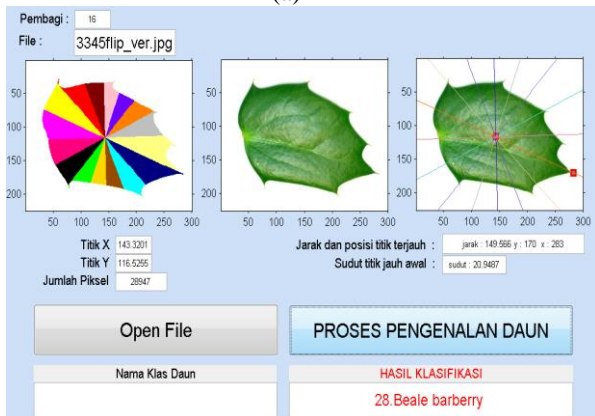 Pembagi : 16
File : 3345flip_ver.jpg
50 50 50
100 100 100
150 150 150
200 200 200
50 100 150 200 250 300 50 100 150 200 250 300 50 100 150 200 250 300
Titik X 143.3201 Jarak dan posisi titik terjauh : jarak : 149.566 y : 170 x : 283
Titik Y 116.5255 Sudut titik jauh awal : sudut : 20.9487
Jumlah Piksel 28947
Open File PROSES PENGENALAN DAUN
Nama Klas Daun HASIL KLASIFIKASI
28.Beale barberry